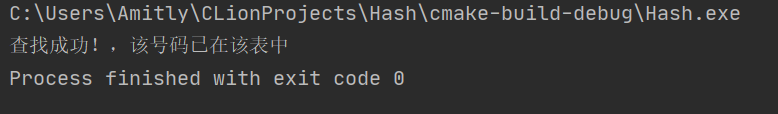 C:\Users\Amitly\CLionProjects\Hash\cmake-build-debug\Hash.exe
查找成功！，该号码已在该表中
Process finished with exit code 0